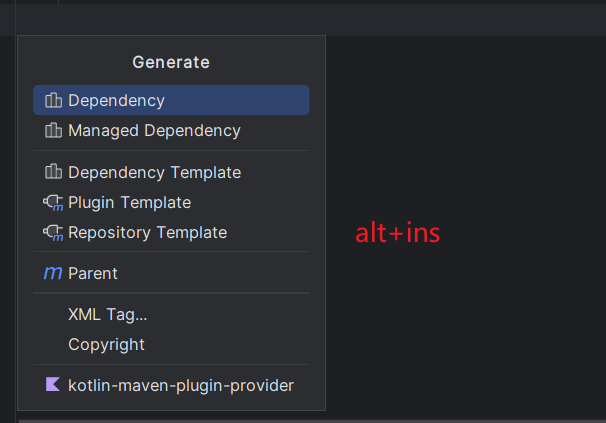 Generate
Dependency
Managed Dependency
Dependency Template
Plugin Template
Repository Template
Parent
XML Tag...
Copyright
kotlin-maven-plugin-provider
alt+ins